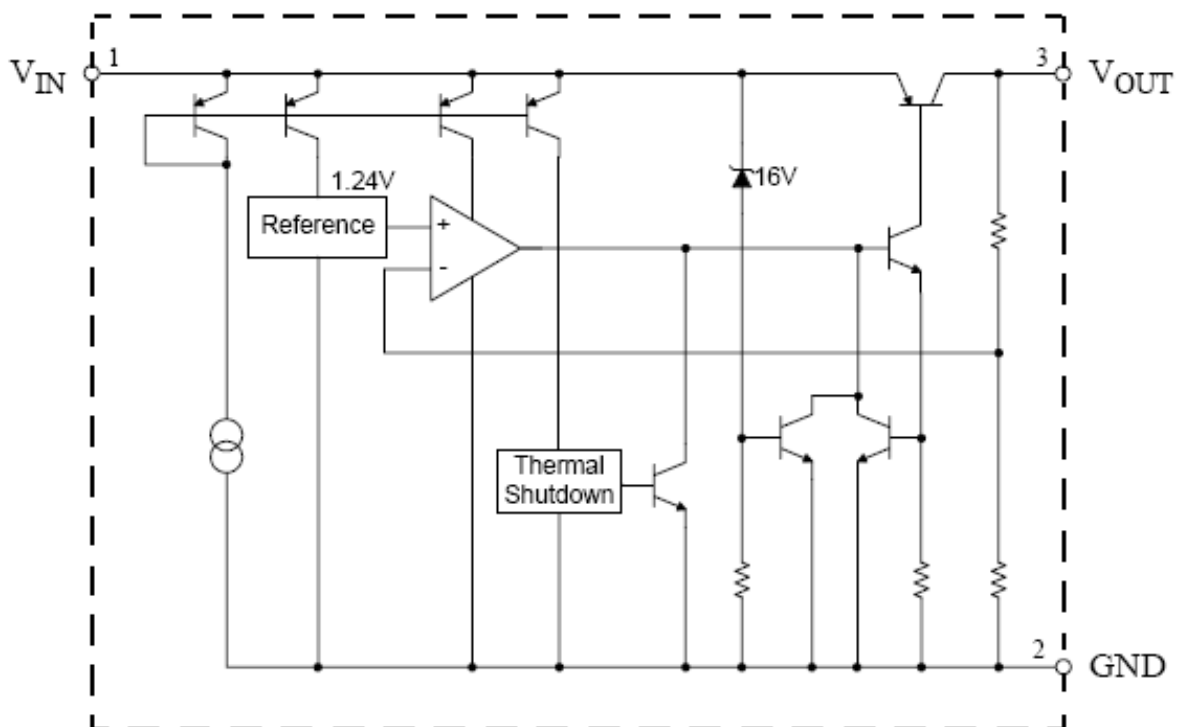 1
V_IN
3
V_OUT
1.24V
16V
Reference
+
-
Thermal
Shutdown
2
GND